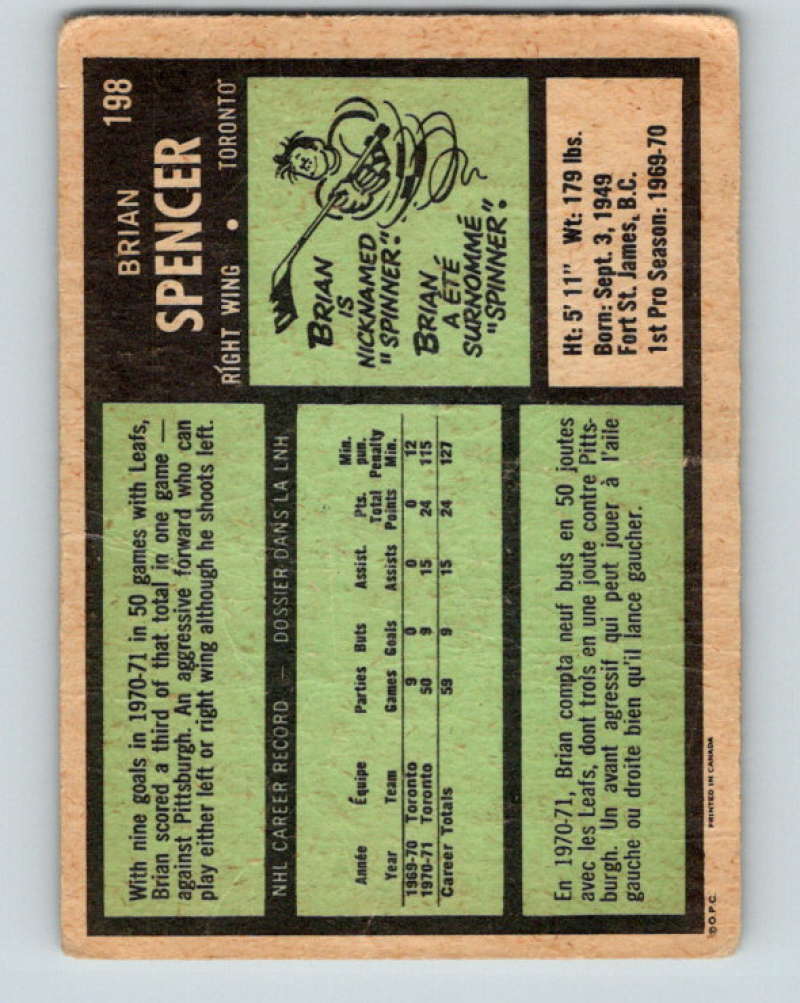 198
BRIAN
SPENCER
RIGHT WING • TORONTO
BRIAN
IS
NICKNAMED
"SPINNER".
BRIAN
A ÉTÉ
SURNOMMÉ
"SPINNER".
Ht: 5' 11" Wt: 179 lbs.
Born: Sept. 3, 1949
Fort St. James, B.C.
1st Pro Season: 1969-70
With nine goals in 1970-71 in 50 games with Leafs,
Brian scored a third of that total in one game —
against Pittsburgh. An aggressive forward who can
play either left or right wing although he shoots left.
NHL CAREER RECORD — DOSSIER DANS LA LNH
Année Équipe Parties Buts Assist. Pts. Min. pun.
Year Team Games Goals Assists Total Points Penalty Min.
1969-70 Toronto 9 0 0 0 12
1970-71 Toronto 50 9 15 24 115
Career Totals 59 9 15 24 127
En 1970-71, Brian compta neuf buts en 50 joutes
avec les Leafs, dont trois en une joute contre Pitts-
burgh. Un avant agressif qui peut jouer à l'aile
gauche ou droite bien qu'il lance gaucher.
© O.P.C. PRINTED IN CANADA